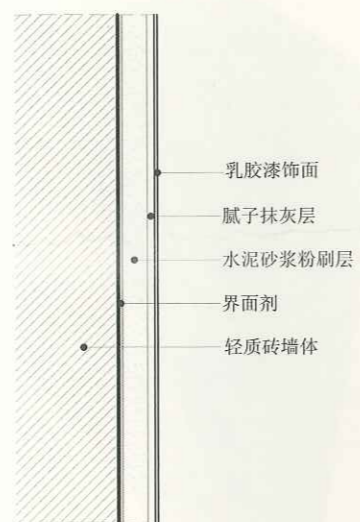 乳胶漆饰面
腻子抹灰层
水泥砂浆粉刷层
界面剂
轻质砖墙体